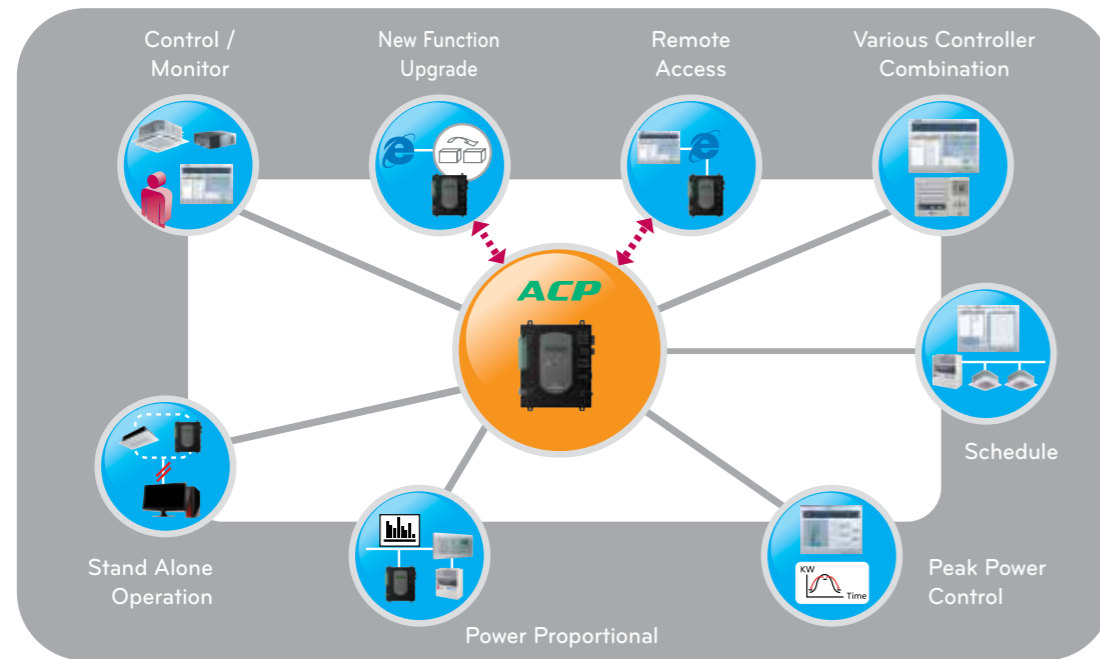 Control /
Monitor
New Function
Upgrade
Remote
Access
Various Controller
Combination
ACP
Schedule
Stand Alone
Operation
KW
Time
Peak Power
Control
Power Proportional